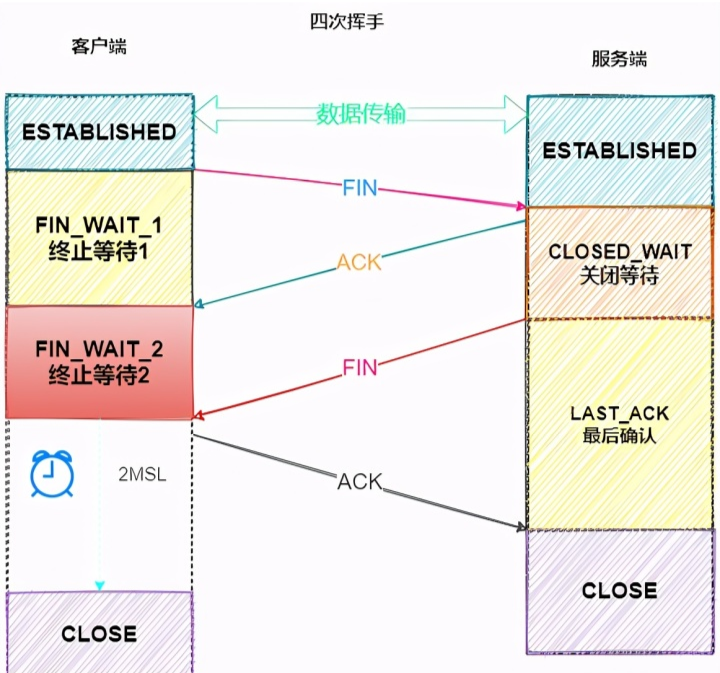 四次挥手
客户端
服务端
数据传输
ESTABLISHED
ESTABLISHED
FIN
FIN_WAIT_1
终止等待1
CLOSED_WAIT
关闭等待
ACK
FIN_WAIT_2
终止等待2
FIN
LAST_ACK
最后确认
2MSL
ACK
CLOSE
CLOSE